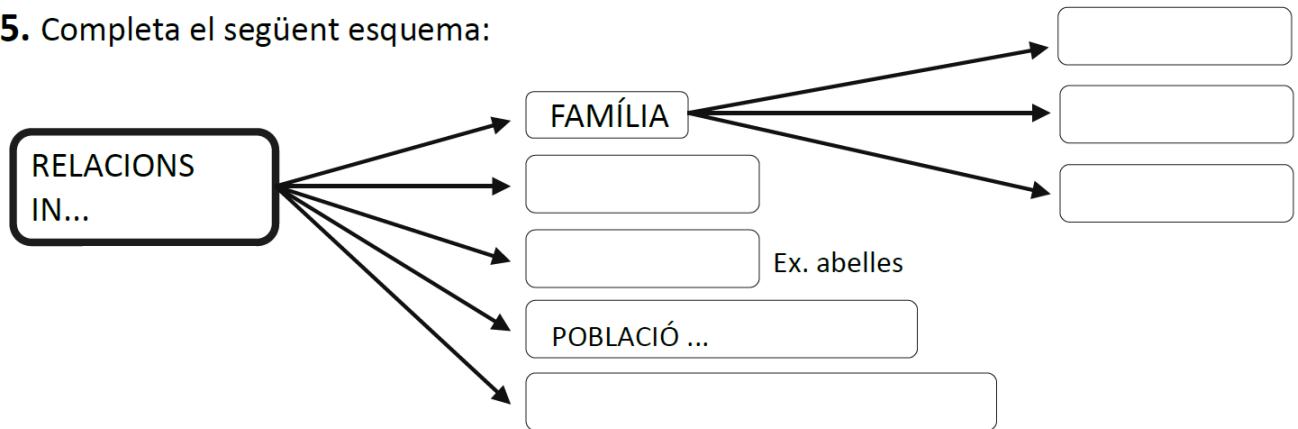 5. Completa el següent esquema:
FAMÍLIA
RELACIONS
IN...
Ex. abelles
POBLACIÓ ...